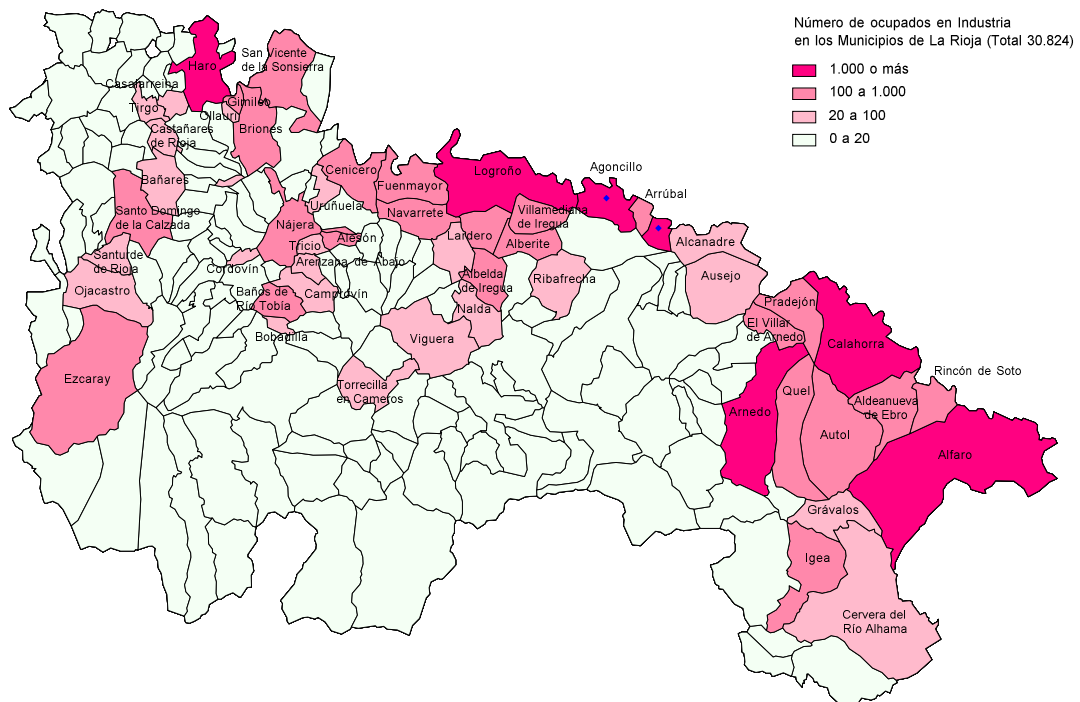 Número de ocupados en Industria
en los Municipios de La Rioja (Total 30.824)
1.000 o más
100 a 1.000
20 a 100
0 a 20
San Vicente
de la Sonsierra
Haro
Casalarreina
Tirgo
Gimileo
Ollauri
Briones
Castañares
de Rioja
Bañares
Cenicero
Fuenmayor
Logroño
Agoncillo
Arrúbal
Uruñuela
Navarrete
Villamediana
de Iregua
Santo Domingo
de la Calzada
Nájera
Alesón
Tricio
Lardero
Alberite
Alcanadre
Santurde
de Rioja
Cordovín
Arenzana de Abajo
Albelda
de Iregua
Ribafrecha
Ausejo
Ojacastro
Baños de
Río Tobía
Camprovín
Nalda
Pradejón
Bobadilla
Viguera
El Villar
de Arnedo
Calahorra
Ezcaray
Torrecilla
en Cameros
Rincón de Soto
Quel
Aldeanueva
de Ebro
Arnedo
Autol
Alfaro
Grávalos
Igea
Cervera del
Río Alhama